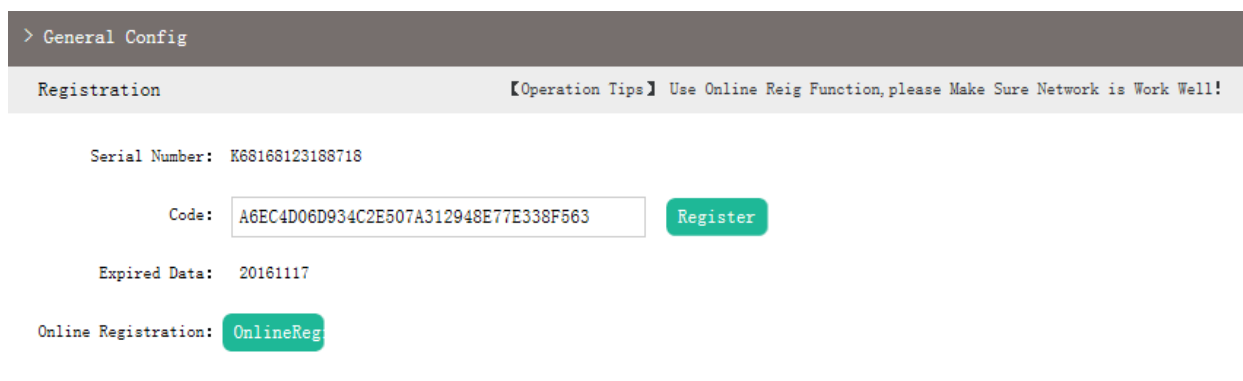 > General Config
Registration 【Operation Tips】 Use Online Reig Function,please Make Sure Network is Work Well!
Serial Number: K68168123188718
Code: A6EC4D06D934C2E507A312948E77E338F563 Register
Expired Data: 20161117
Online Registration: OnlineReg